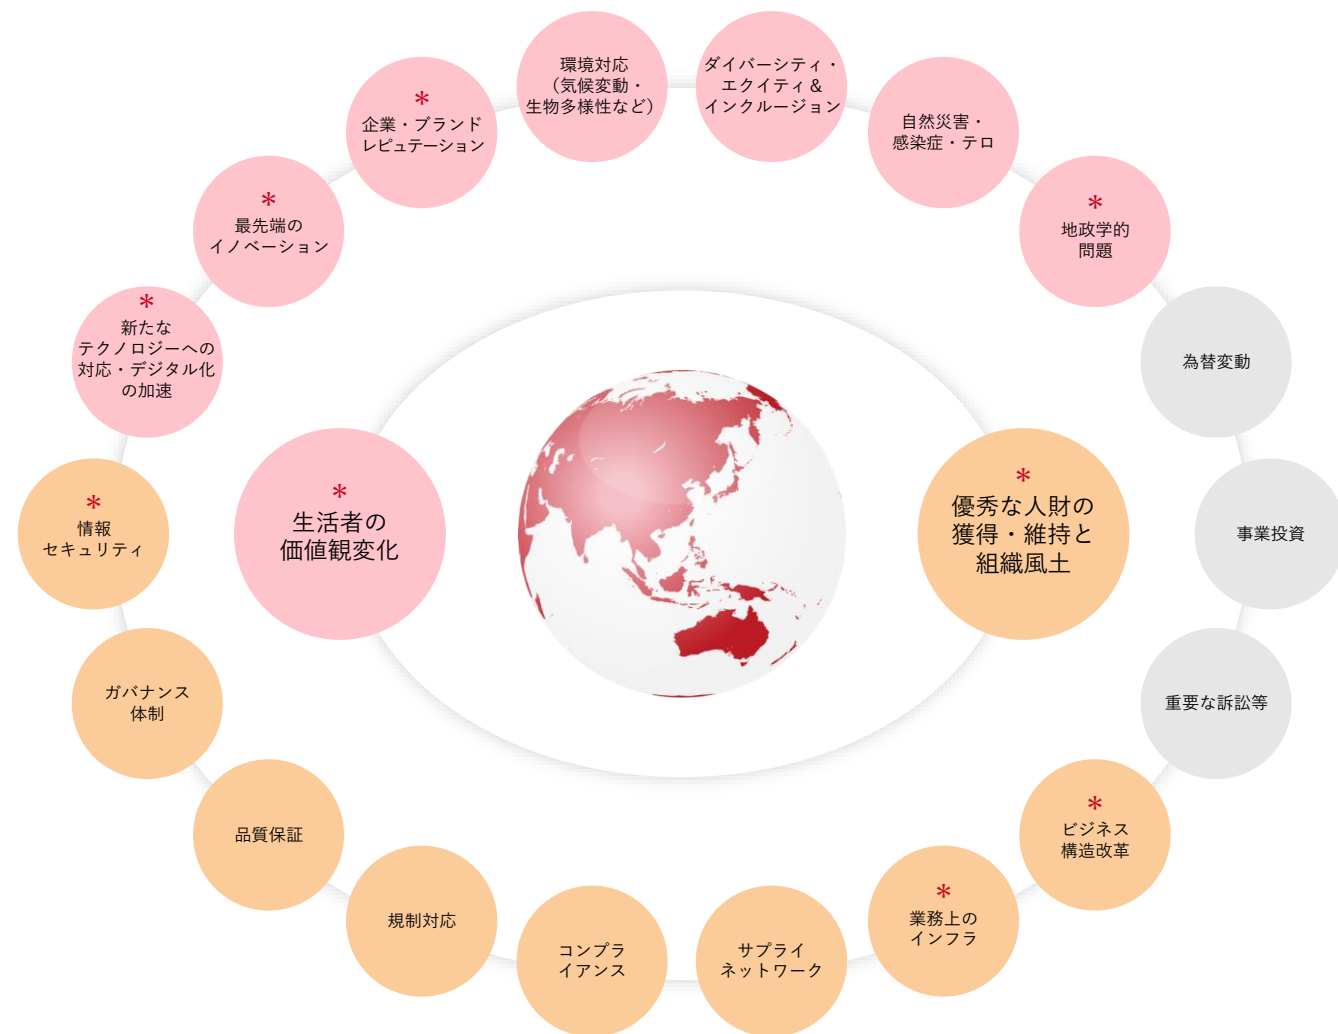 環境対応
（気候変動・
生物多様性など）
ダイバーシティ・
エクイティ＆
インクルージョン
＊
企業・ブランド
レピュテーション
自然災害・
感染症・テロ
＊
最先端の
イノベーション
＊
地政学的
問題
＊
新たな
テクノロジーへの
対応・デジタル化
の加速
為替変動
＊
生活者の
価値観変化
＊
優秀な人財の
獲得・維持と
組織風土
＊
情報
セキュリティ
事業投資
ガバナンス
体制
重要な訴訟等
品質保証
＊
ビジネス
構造改革
規制対応
＊
業務上の
インフラ
コンプラ
イアンス
サプライ
ネットワーク